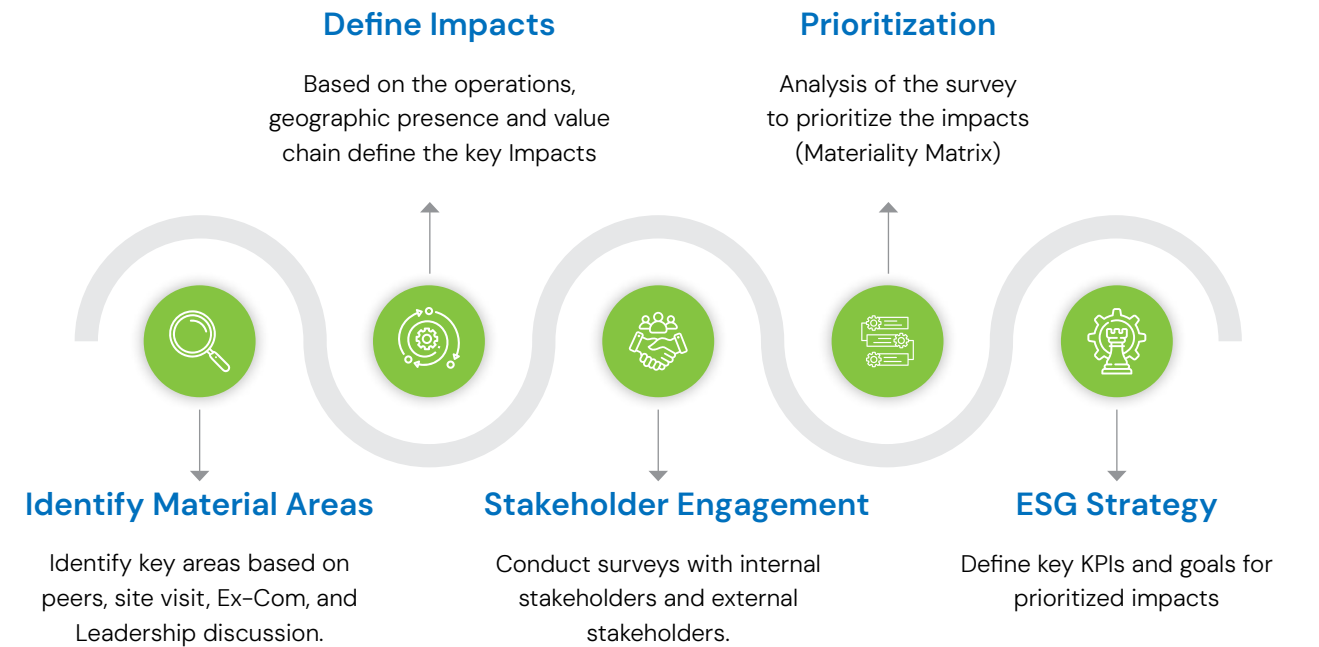 Define Impacts
Based on the operations,
geographic presence and value
chain define the key Impacts
Prioritization
Analysis of the survey
to prioritize the impacts
(Materiality Matrix)
Identify Material Areas
Identify key areas based on
peers, site visit, Ex-Com, and
Leadership discussion.
Stakeholder Engagement
Conduct surveys with internal
stakeholders and external
stakeholders.
ESG Strategy
Define key KPIs and goals for
prioritized impacts